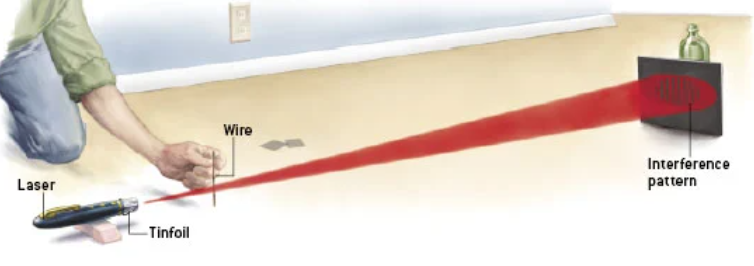 Wire
Laser
Tinfoil
Interference
pattern